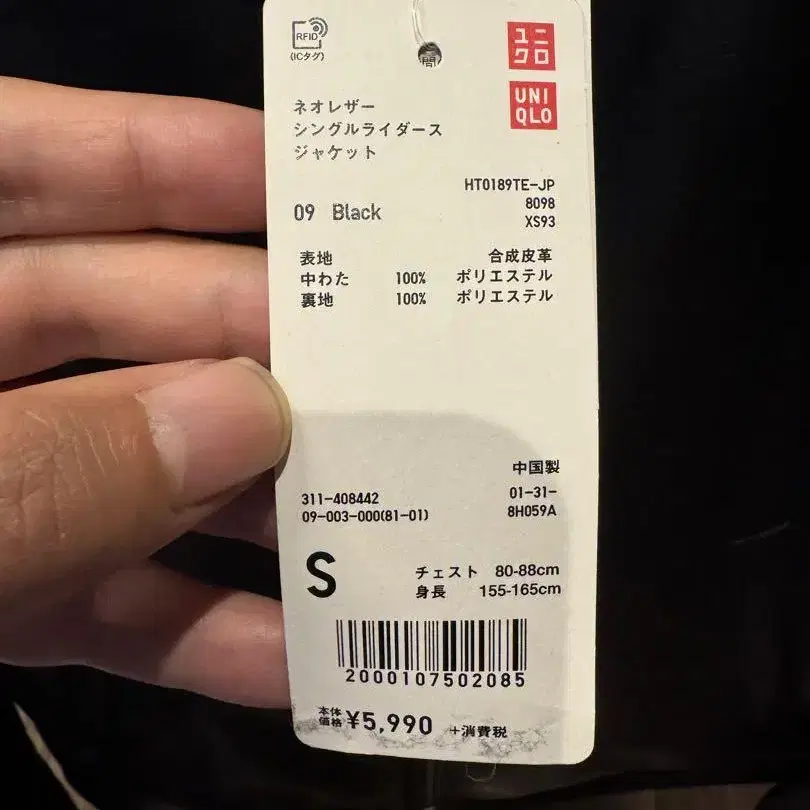 RFID
(ICタグ)
ユニ
クロ
UNI
QLO
ネオレザー
シングルライダース
ジャケット
HT0189TE-JP
8098
XS93
09 Black
表地 合成皮革
中わた 100% ポリエステル
裏地 100% ポリエステル
中国製
311-408442 01-31-
09-003-000(81-01) 8H059A
S
チェスト 80-88cm
身長 155-165cm
2000107502085
本体価格 ¥5,990 +消費税